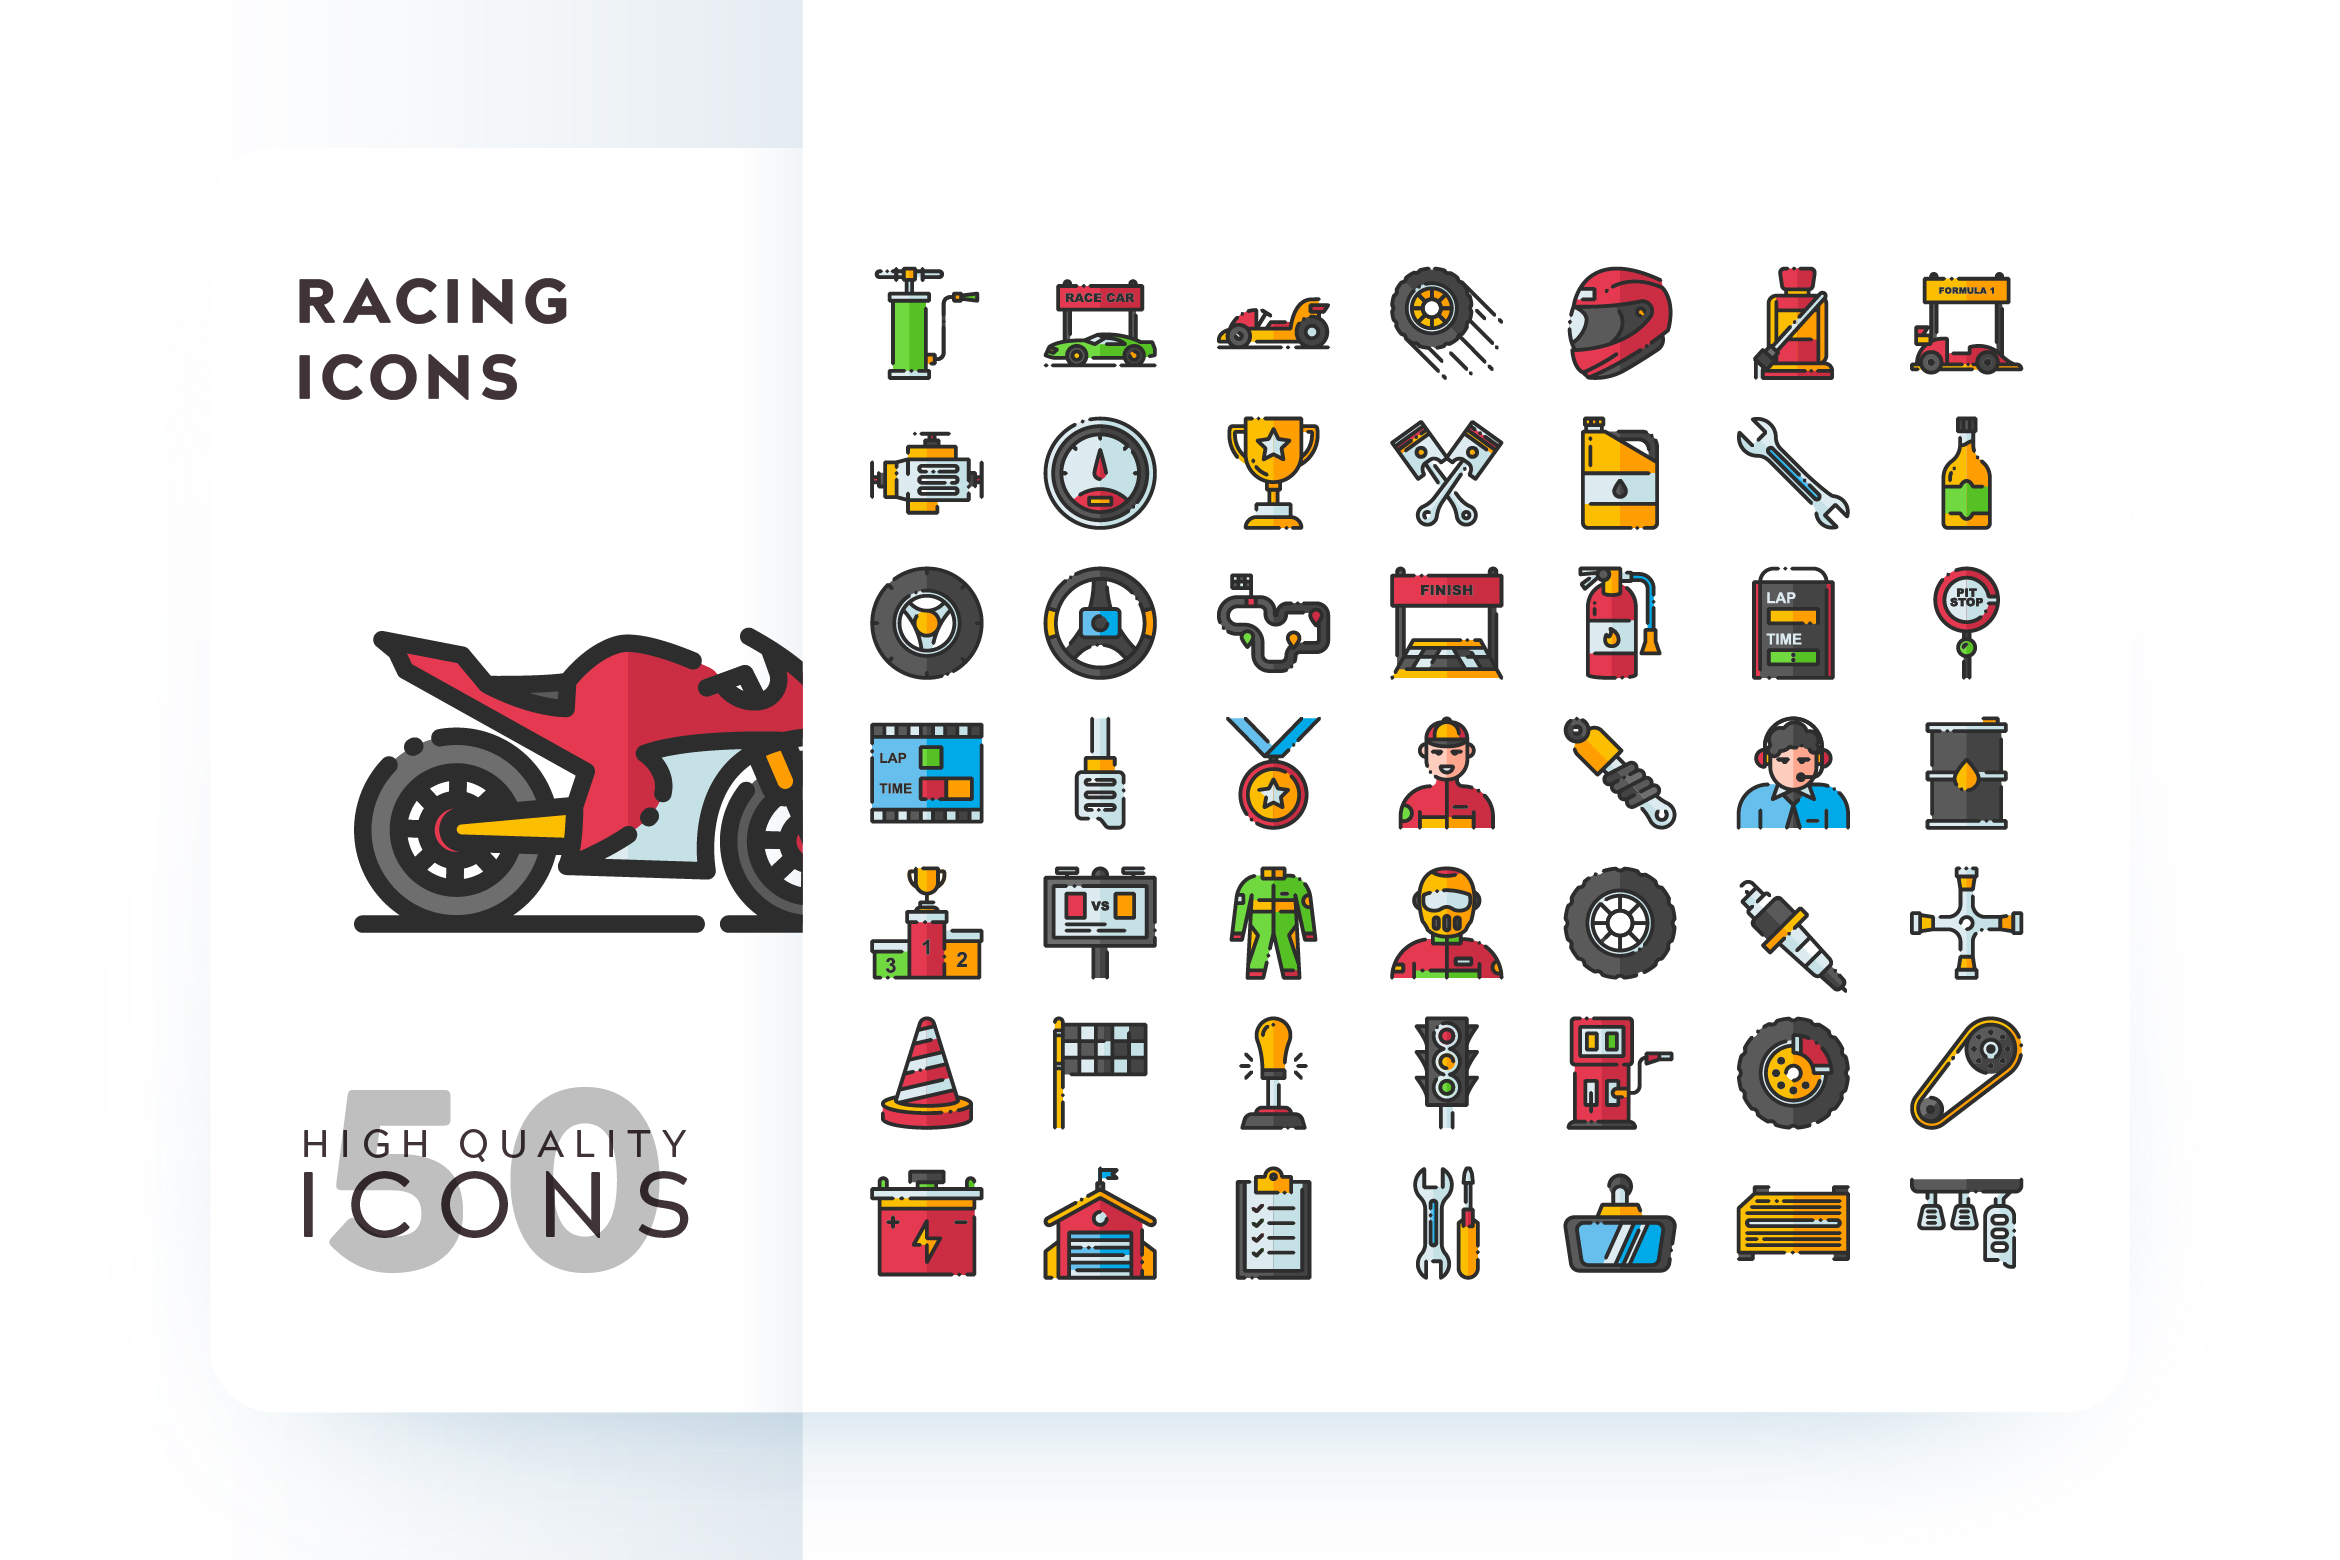 RACING
ICONS
50
HIGH QUALITY
ICONS
RACE CAR
FORMULA 1
FINISH
LAP
TIME
PIT
STOP
LAP
TIME
1
2
3
VS